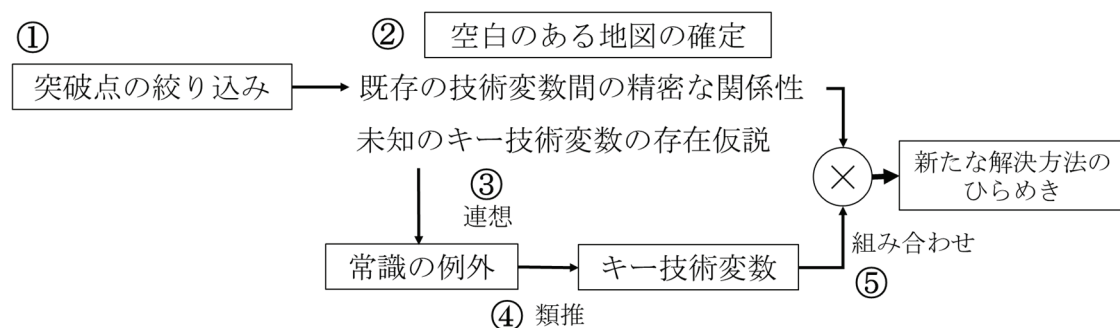 ①
突破点の絞り込み
②
空白のある地図の確定
既存の技術変数間の精密な関係性
未知のキー技術変数の存在仮説
③
連想
常識の例外
④ 類推
キー技術変数
組み合わせ
⑤
×
新たな解決方法の
ひらめき